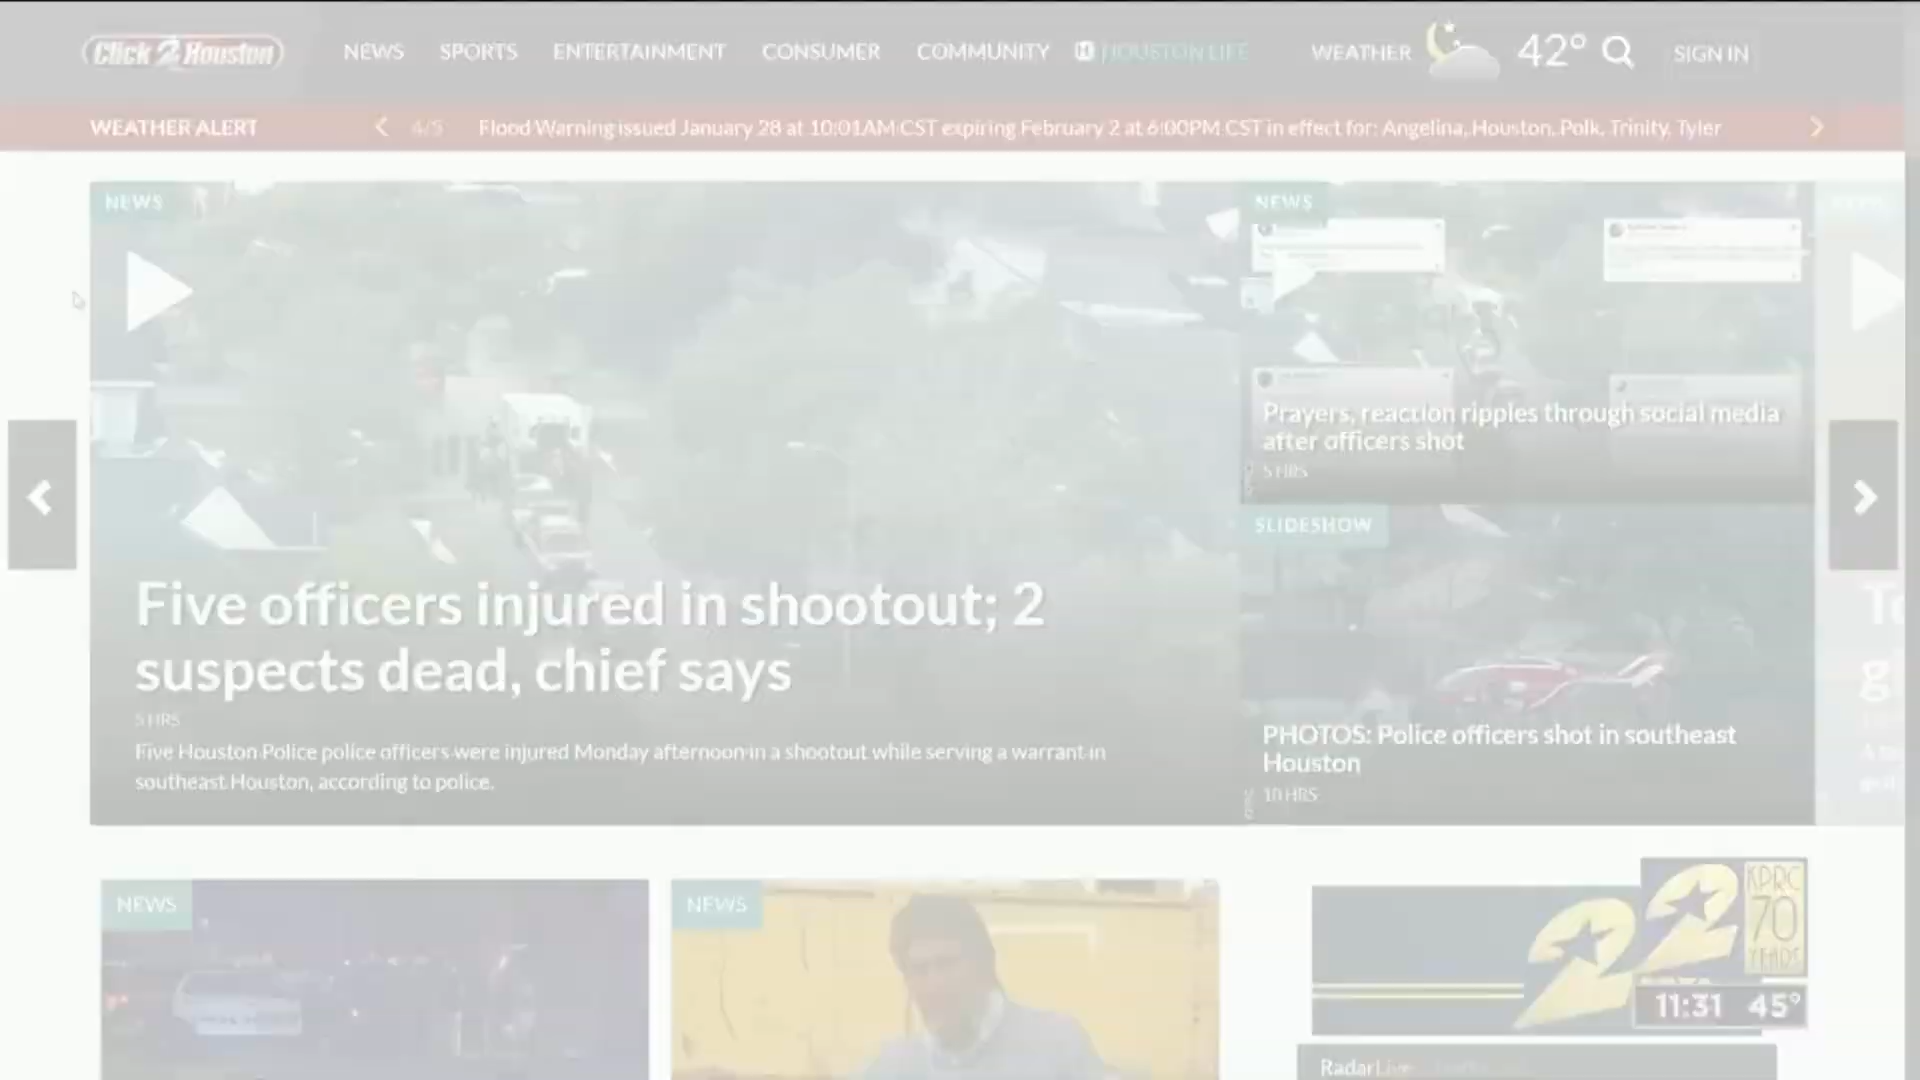 Click 2 Houston
NEWS SPORTS ENTERTAINMENT CONSUMER COMMUNITY HOUSTON LIFE WEATHER 42° SIGN IN
WEATHER ALERT 4/5 Flood Warning issued January 28 at 10:01AM CST expiring February 2 at 6:00PM CST in effect for: Angelina, Houston, Polk, Trinity, Tyler
NEWS
Five officers injured in shootout; 2
suspects dead, chief says
5 HRS
Five Houston Police police officers were injured Monday afternoon in a shootout while serving a warrant in
southeast Houston, according to police.
NEWS
Prayers, reaction ripples through social media
after officers shot
5 HRS
SLIDESHOW
PHOTOS: Police officers shot in southeast
Houston
10 HRS
NEWS
NEWS
2
2
KPRC
70
YEARS
11:31 45°
RadarLive